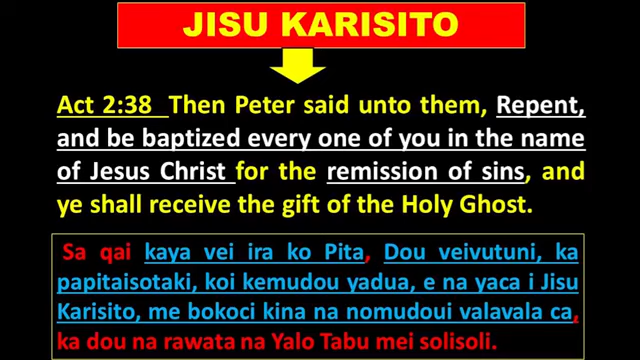 JISU KARISITO
Act 2:38 Then Peter said unto them, Repent,
and be baptized every one of you in the name
of Jesus Christ for the remission of sins, and
ye shall receive the gift of the Holy Ghost.
Sa qai kaya vei ira ko Pita, Dou veivutuni, ka
papitaisotaki, koi kemudou yadua, e na yaca i Jisu
Karisito, me bokoci kina na nomudoui valavala ca,
ka dou na rawata na Yalo Tabu mei solisoli.